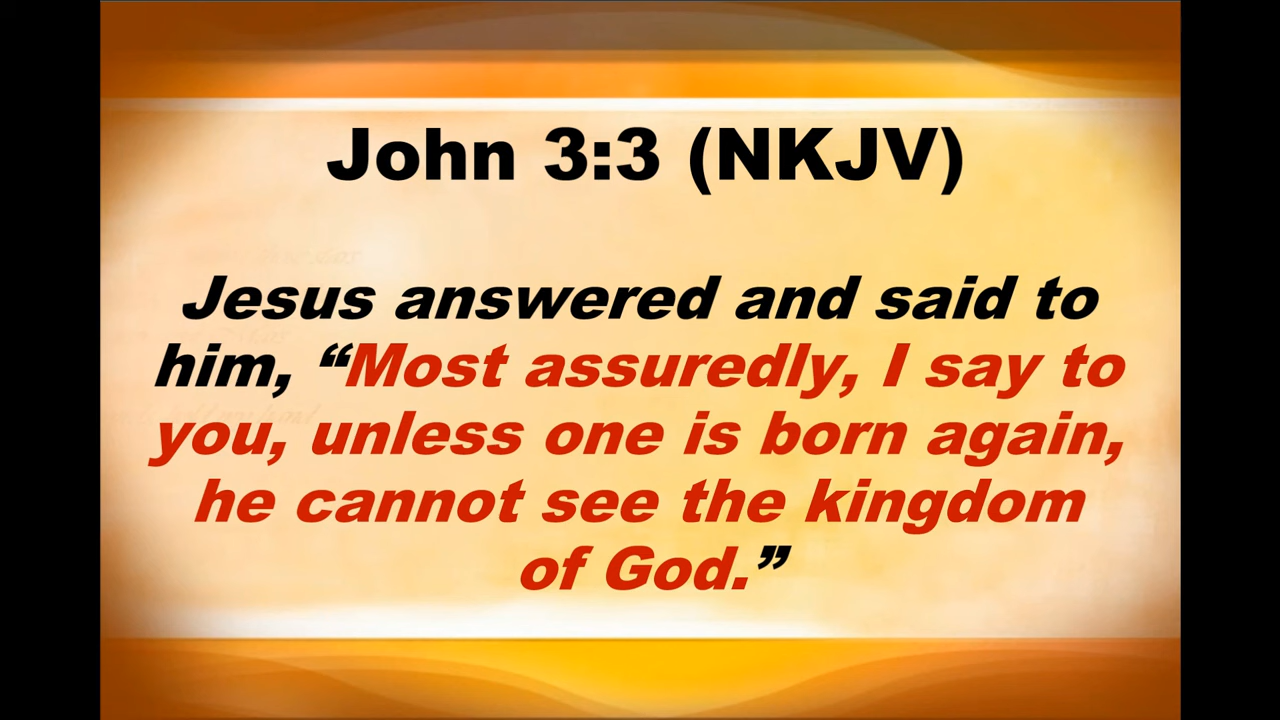 John 3:3 (NKJV)
Jesus answered and said to
him, “Most assuredly, I say to
you, unless one is born again,
he cannot see the kingdom
of God.”